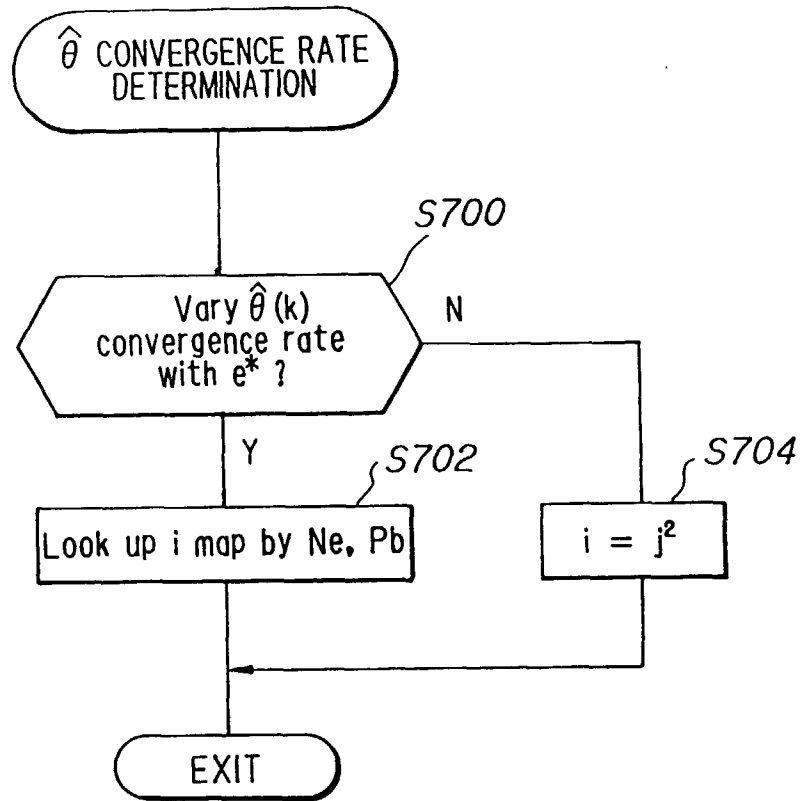 θ̂ CONVERGENCE RATE
DETERMINATION
S700
Vary θ̂(k)
convergence rate
with e* ?
N
Y
S702
Look up i map by Ne, Pb
S704
i = j²
EXIT